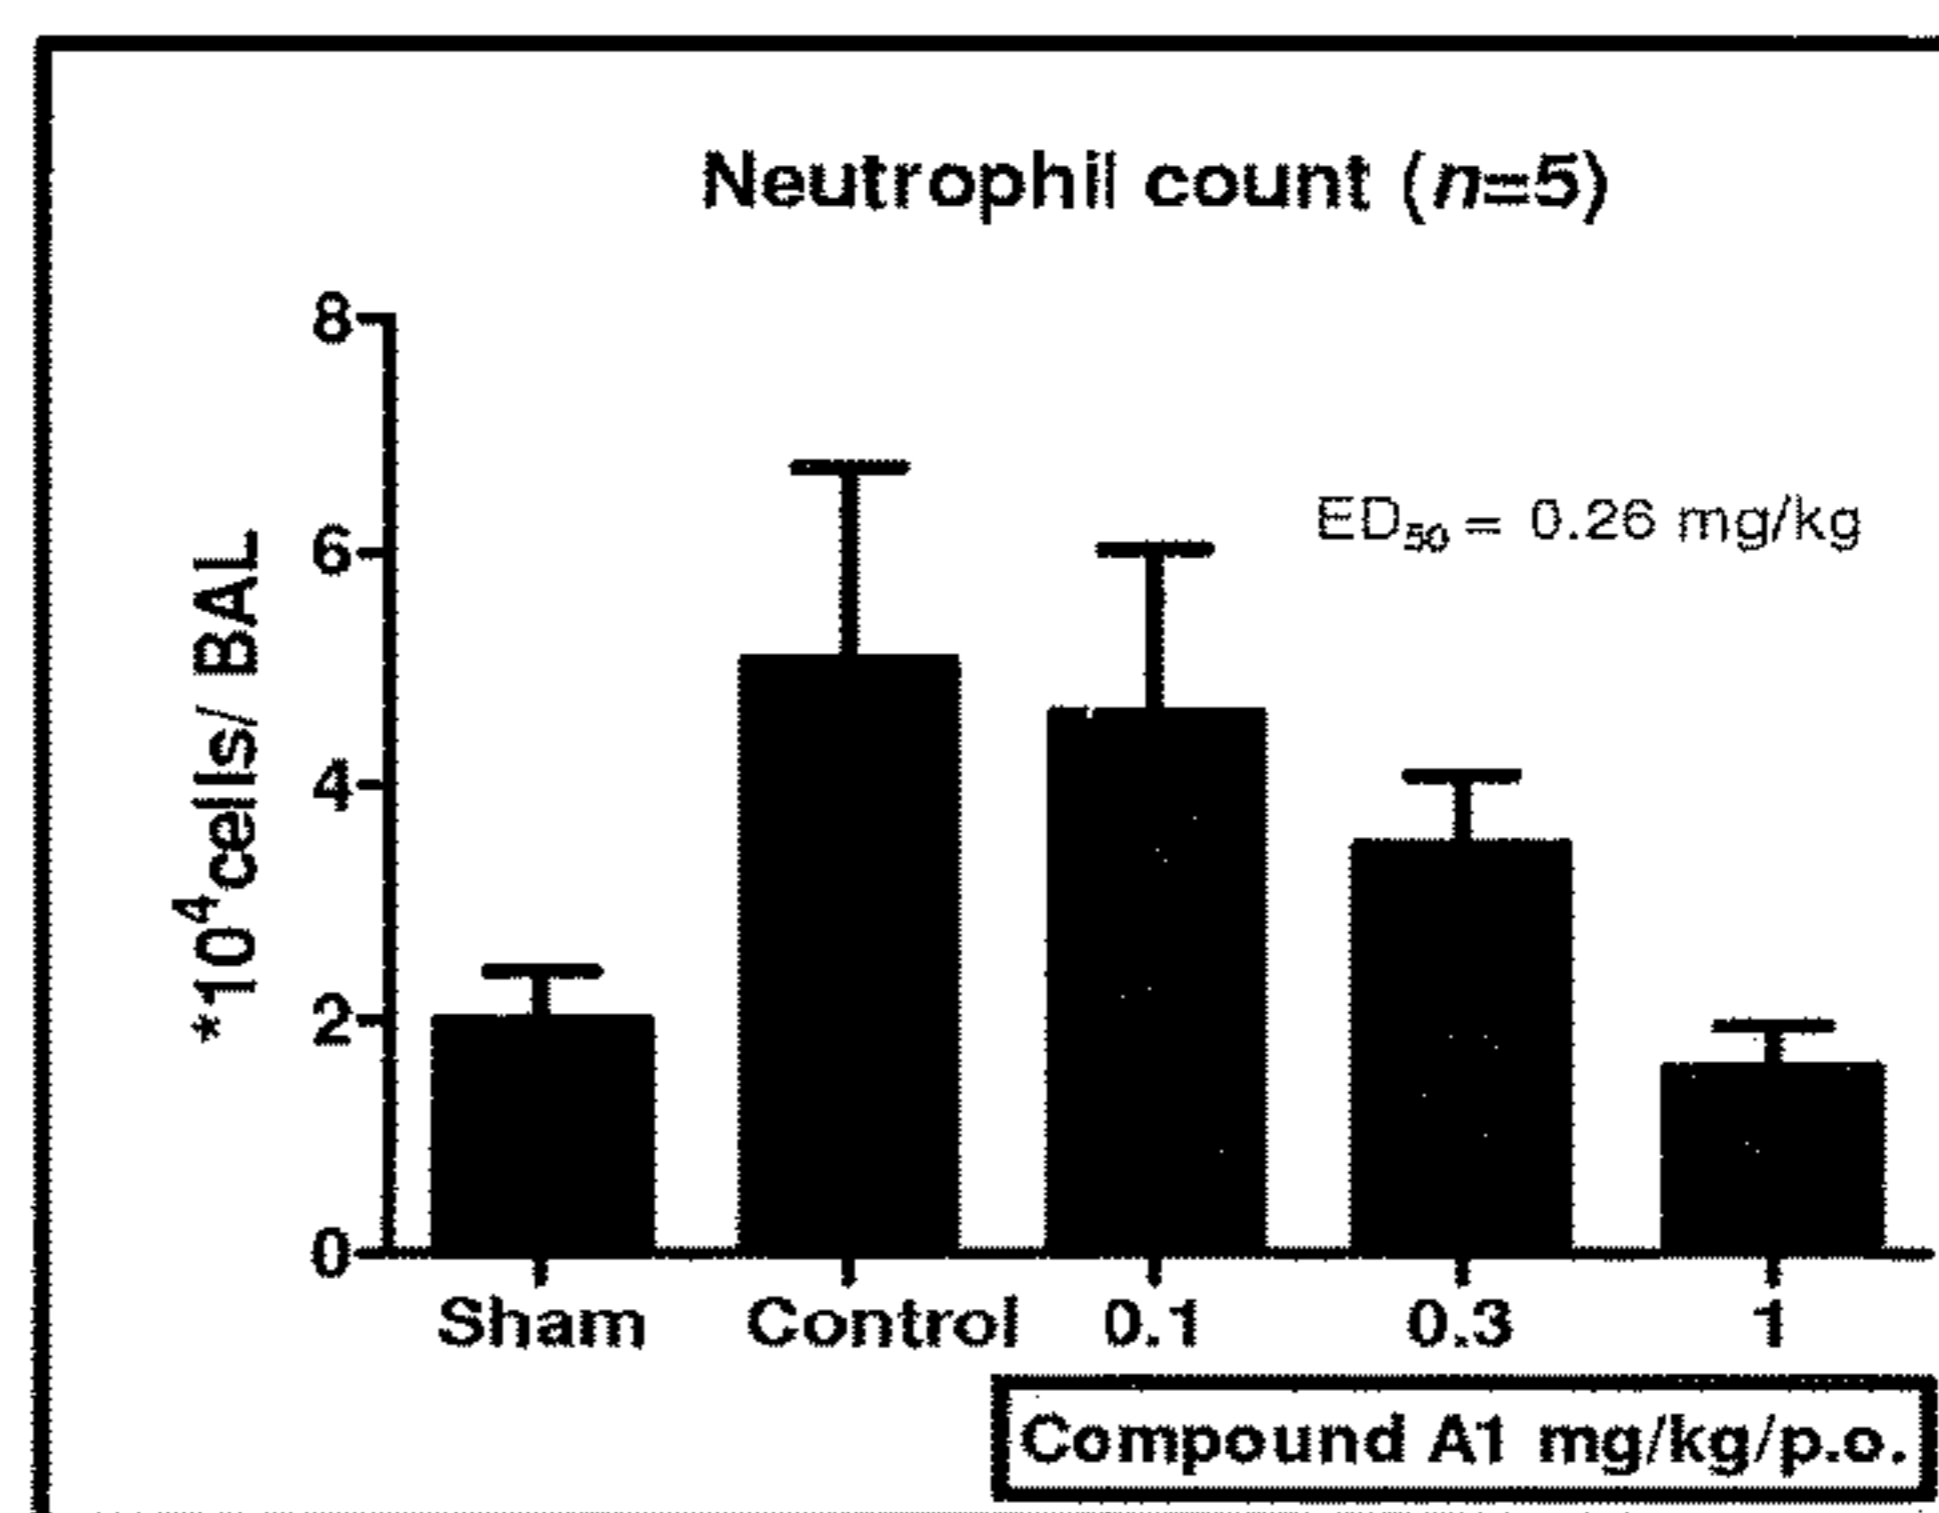 Neutrophil count (n=5)
8
6
4
2
0
*10⁴cells/ BAL
ED₅₀ = 0.26 mg/kg
Sham Control 0.1 0.3 1
Compound A1 mg/kg/p.o.